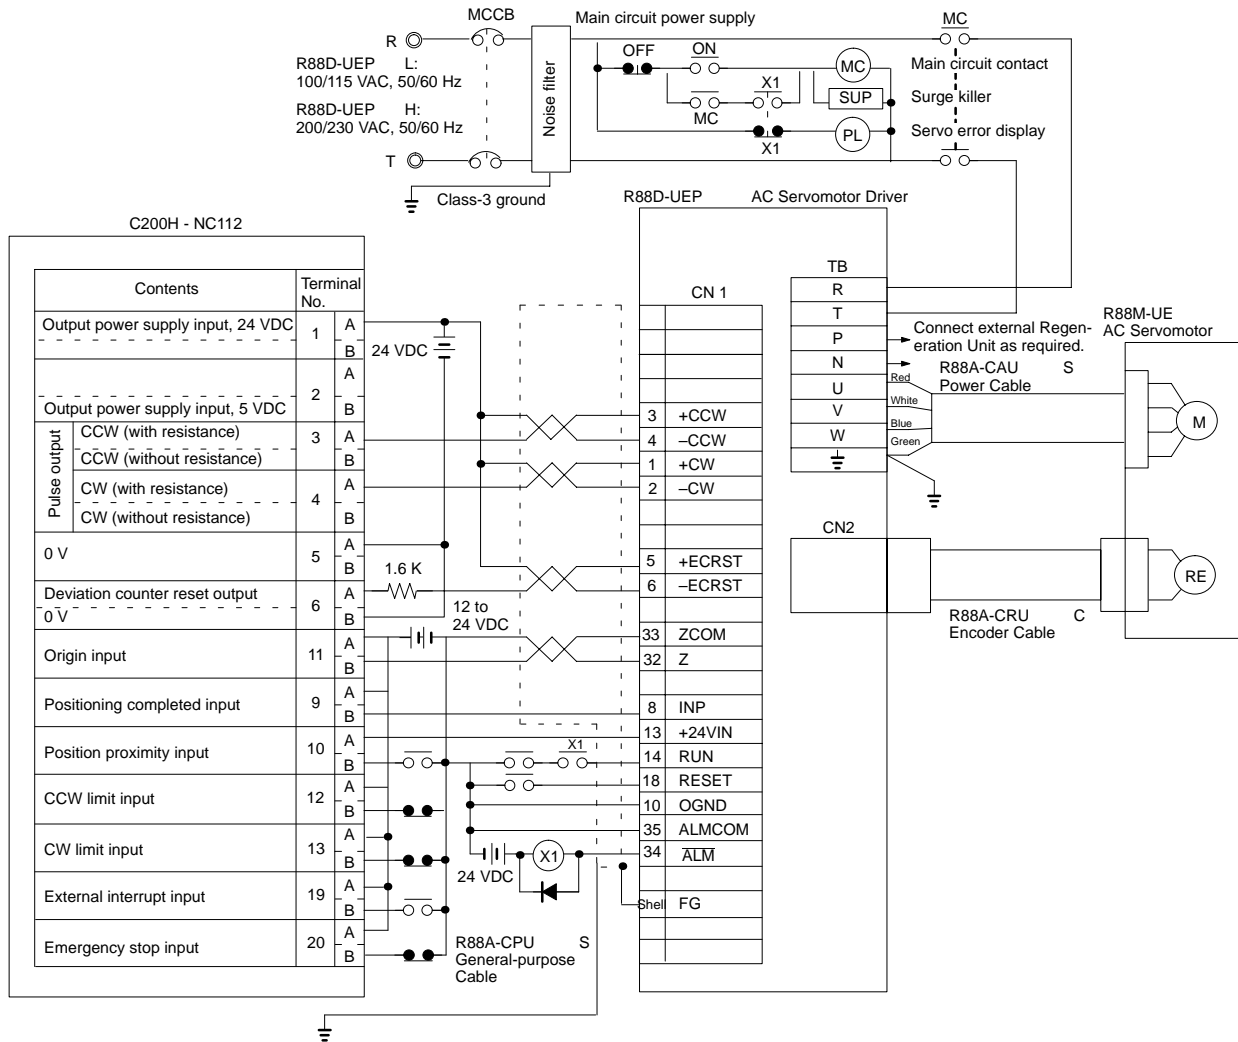 MCCB
Main circuit power supply
MC
R
OFF
ON
R88D-UEP L:
100/115 VAC, 50/60 Hz
MC
Main circuit contact
X1
SUP
Surge killer
R88D-UEP H:
200/230 VAC, 50/60 Hz
MC
Noise filter
PL
Servo error display
X1
T
Class-3 ground
R88D-UEP
AC Servomotor Driver
C200H - NC112
Contents
Terminal
No.
Output power supply input, 24 VDC
1
A
B
24 VDC
2
A
Output power supply input, 5 VDC
B
Pulse output
CCW (with resistance)
3
A
CCW (without resistance)
B
CW (with resistance)
4
A
CW (without resistance)
B
0 V
5
A
B
1.6 K
Deviation counter reset output
6
A
0 V
B
12 to
24 VDC
Origin input
11
A
B
Positioning completed input
9
A
B
Position proximity input
10
A
B
CCW limit input
12
A
B
CW limit input
13
A
B
External interrupt input
19
A
B
Emergency stop input
20
A
B
X1
24 VDC
X1
R88A-CPU S
General-purpose
Cable
CN 1
3 +CCW
4 –CCW
1 +CW
2 –CW
5 +ECRST
6 –ECRST
33 ZCOM
32 Z
8 INP
13 +24VIN
14 RUN
18 RESET
10 OGND
35 ALMCOM
34 ALM
Shell FG
TB
R
T
P
N
U
V
W
Connect external Regen-
eration Unit as required.
R88A-CAU S
Power Cable
Red
White
Blue
Green
R88M-UE
AC Servomotor
M
CN2
RE
R88A-CRU C
Encoder Cable